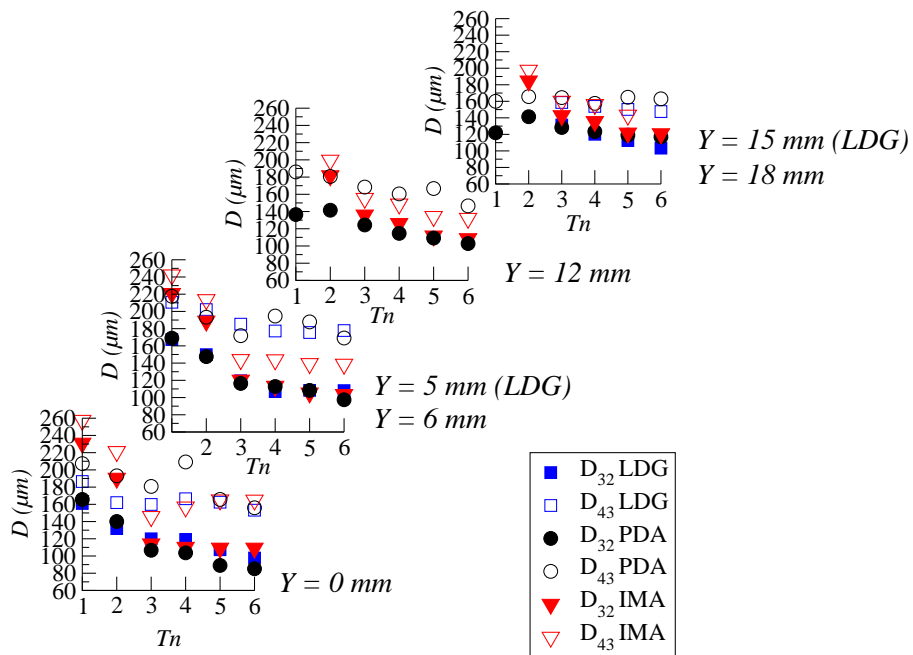 260
240
220
200
180
160
140
120
100
80
60
D (μm)
1 2 3 4 5 6
Tn
Y = 15 mm (LDG)
Y = 18 mm
260
240
220
200
180
160
140
120
100
80
60
D (μm)
1 2 3 4 5 6
Tn
Y = 12 mm
260
240
220
200
180
160
140
120
100
80
60
D (μm)
1 2 3 4 5 6
Tn
Y = 5 mm (LDG)
Y = 6 mm
260
240
220
200
180
160
140
120
100
80
60
D (μm)
1 2 3 4 5 6
Tn
Y = 0 mm
D32 LDG
D43 LDG
D32 PDA
D43 PDA
D32 IMA
D43 IMA